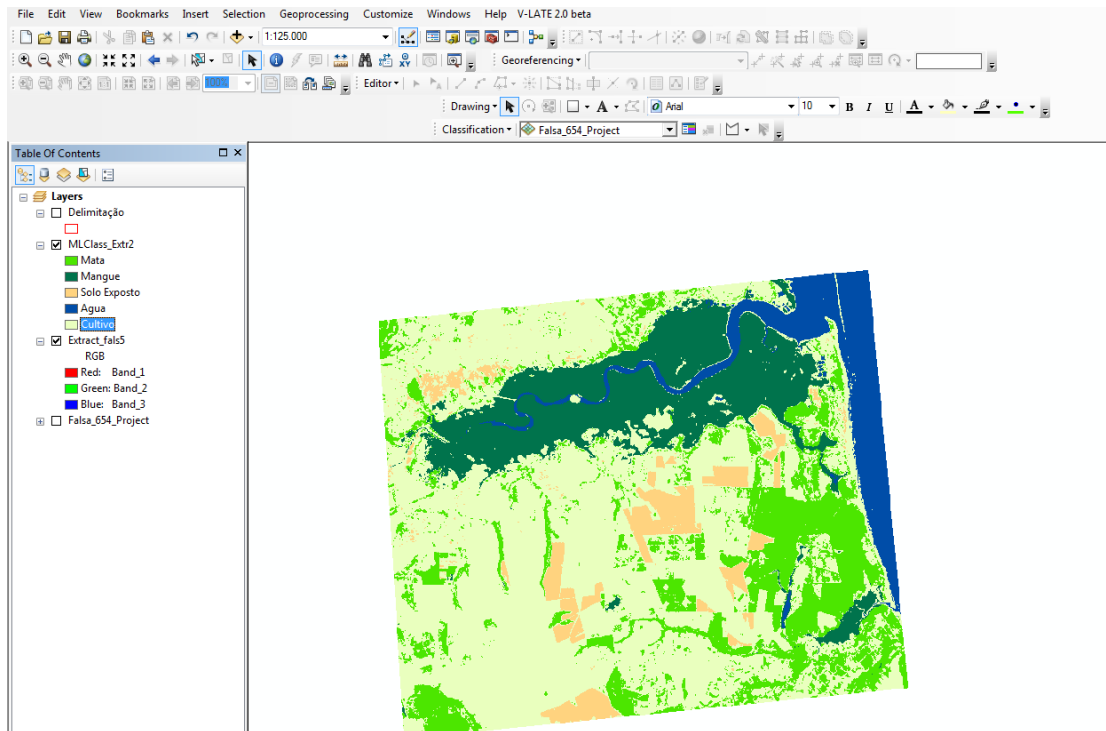 File Edit View Bookmarks Insert Selection Geoprocessing Customize Windows Help V-LATE 2.0 beta
1:125.000
Georeferencing
100% Editor
Drawing A Arial 10 B I U A
Classification Falsa_654_Project
Table Of Contents
Layers
Delimitação
MLClass_Extr2
Mata
Mangue
Solo Exposto
Agua
Cultivo
Extract_fals5
RGB
Red: Band_1
Green: Band_2
Blue: Band_3
Falsa_654_Project